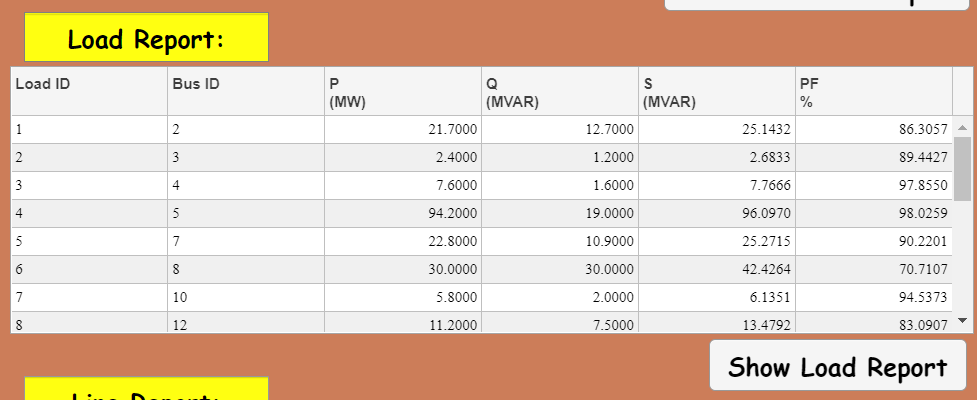 Load Report:
Load ID Bus ID P (MW) Q (MVAR) S (MVAR) PF %
1 2 21.7000 12.7000 25.1432 86.3057
2 3 2.4000 1.2000 2.6833 89.4427
3 4 7.6000 1.6000 7.7666 97.8550
4 5 94.2000 19.0000 96.0970 98.0259
5 7 22.8000 10.9000 25.2715 90.2201
6 8 30.0000 30.0000 42.4264 70.7107
7 10 5.8000 2.0000 6.1351 94.5373
8 12 11.2000 7.5000 13.4792 83.0907
Show Load Report
Line Report: